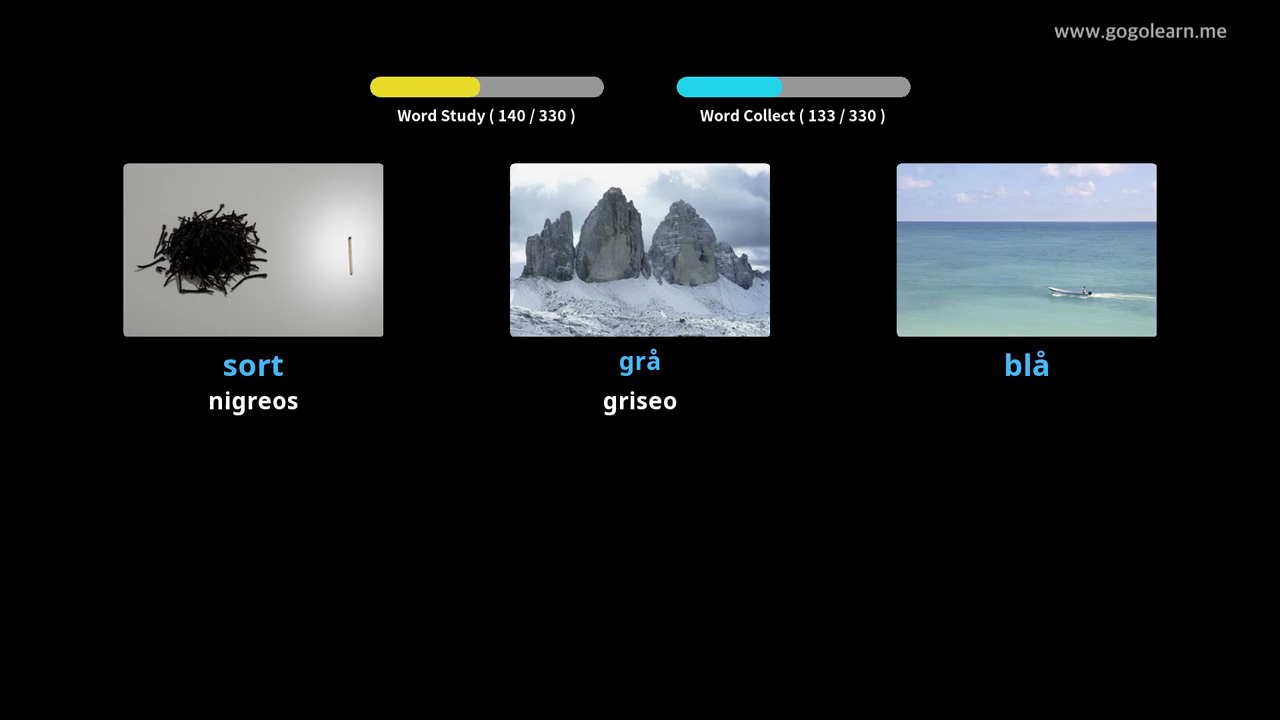 www.gogolearn.me
Word Study ( 140 / 330 )
Word Collect ( 133 / 330 )
sort
nigreos
grå
griseo
blå